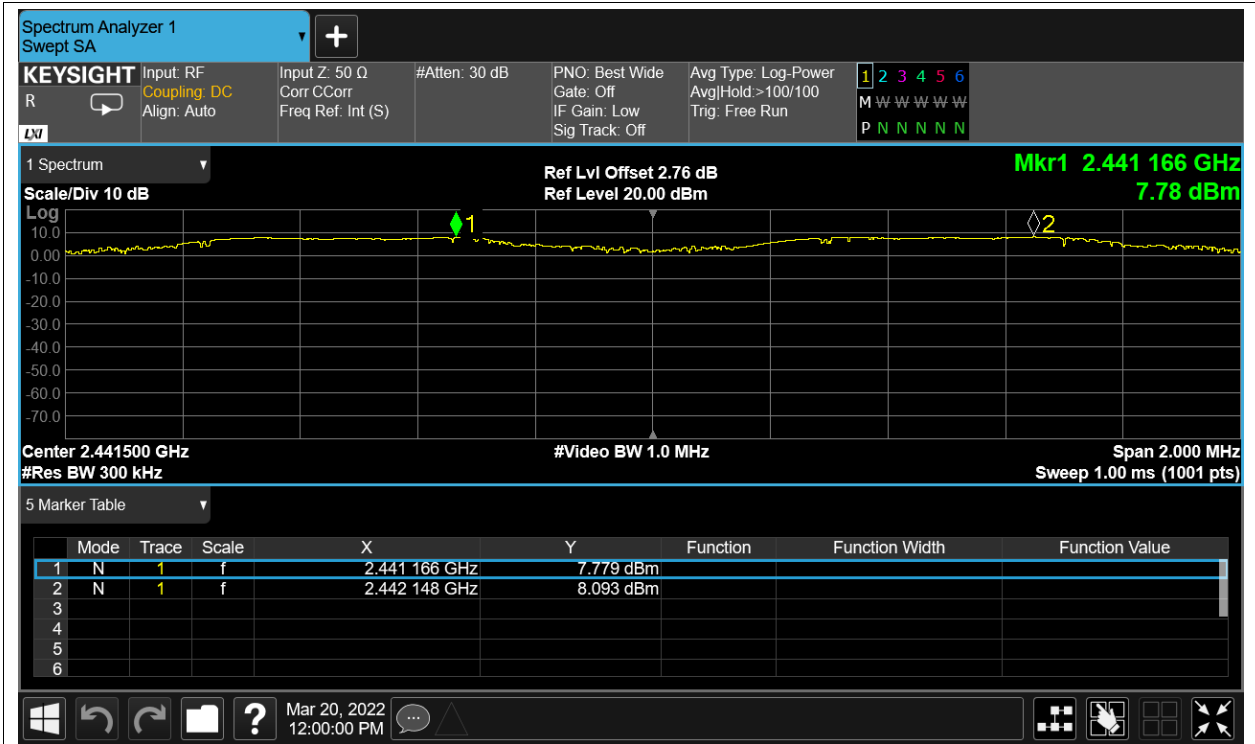 Spectrum Analyzer 1
Swept SA
KEYSIGHT
R
LXI
Input: RF
Coupling: DC
Align: Auto
Input Z: 50 Ω
Corr CCorr
Freq Ref: Int (S)
#Atten: 30 dB
PNO: Best Wide
Gate: Off
IF Gain: Low
Sig Track: Off
Avg Type: Log-Power
Avg|Hold:>100/100
Trig: Free Run
1 2 3 4 5 6
M W W W W W
P N N N N N
1 Spectrum
Scale/Div 10 dB
Ref Lvl Offset 2.76 dB
Ref Level 20.00 dBm
Mkr1 2.441 166 GHz
7.78 dBm
Log
1
2
10.0
0.00
-10.0
-20.0
-30.0
-40.0
-50.0
-60.0
-70.0
Center 2.441500 GHz
#Res BW 300 kHz
#Video BW 1.0 MHz
Span 2.000 MHz
Sweep 1.00 ms (1001 pts)
5 Marker Table
Mode Trace Scale X Y Function Function Width Function Value
1 N 1 f 2.441 166 GHz 7.779 dBm
2 N 1 f 2.442 148 GHz 8.093 dBm
3
4
5
6
?
Mar 20, 2022
12:00:00 PM